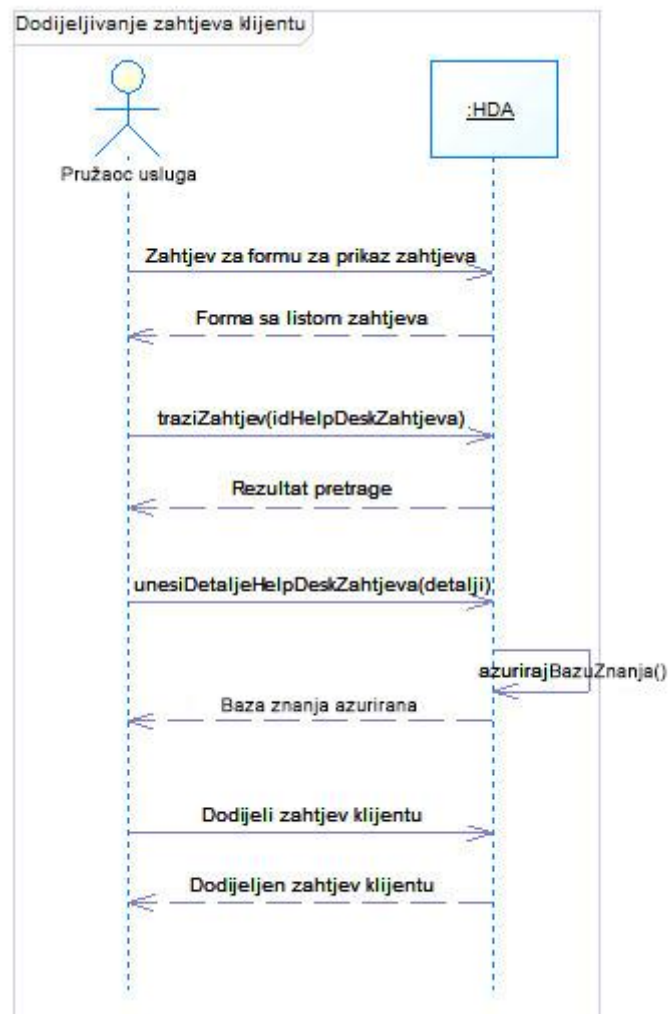 Dodijeljivanje zahtjeva klijentu
:HDA
Pružaoc usluga
Zahtjev za formu za prikaz zahtjeva
Forma sa listom zahtjeva
traziZahtjev(idHelpDeskZahtjeva)
Rezultat pretrage
unesiDetaljeHelpDeskZahtjeva(detalji)
azurirajBazuZnanja()
Baza znanja azurirana
Dodijeli zahtjev klijentu
Dodijeljen zahtjev klijentu